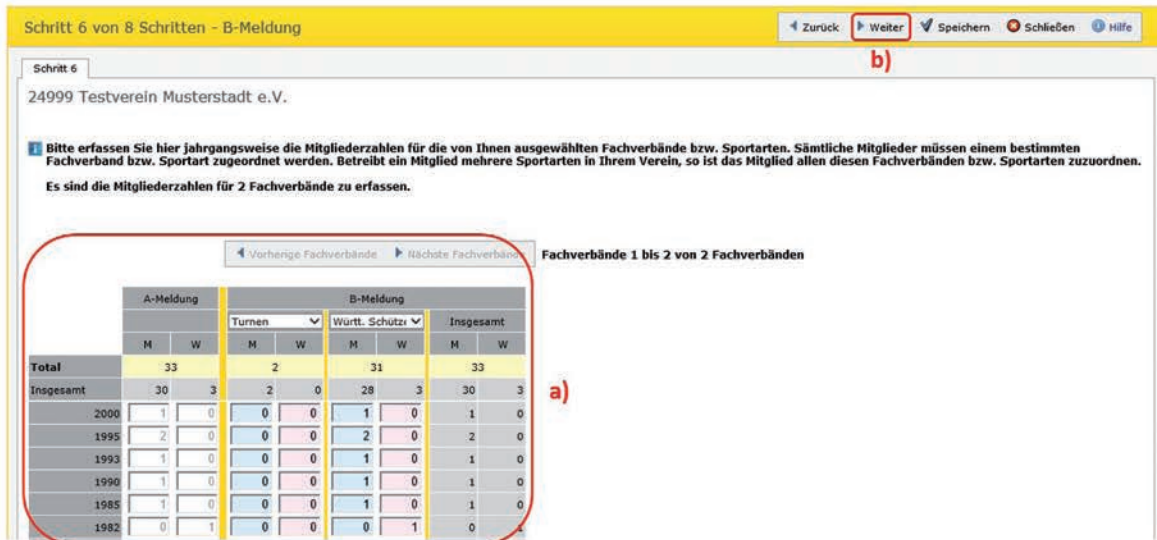 Schritt 6 von 8 Schritten - B-Meldung
Zurück Weiter Speichern Schließen Hilfe
b)
Schritt 6
24999 Testverein Musterstadt e.V.
Bitte erfassen Sie hier jahrgangsweise die Mitgliederzahlen für die von Ihnen ausgewählten Fachverbände bzw. Sportarten. Sämtliche Mitglieder müssen einem bestimmten
Fachverband bzw. Sportart zugeordnet werden. Betreibt ein Mitglied mehrere Sportarten in Ihrem Verein, so ist das Mitglied allen diesen Fachverbänden bzw. Sportarten zuzuordnen.
Es sind die Mitgliederzahlen für 2 Fachverbände zu erfassen.
Vorherige Fachverbände Nächste Fachverbände Fachverbände 1 bis 2 von 2 Fachverbänden
A-Meldung B-Meldung
Turnen Württ. Schütze Insgesamt
M W M W M W M W
Total 33 2 31 33
Insgesamt 30 3 2 0 28 3 30 3
a)
2000 1 0 0 0 1 0 1 0
1995 2 0 0 0 2 0 2 0
1993 1 0 0 0 1 0 1 0
1990 1 0 0 0 1 0 1 0
1985 1 0 0 0 1 0 1 0
1982 0 1 0 0 0 1 0 1